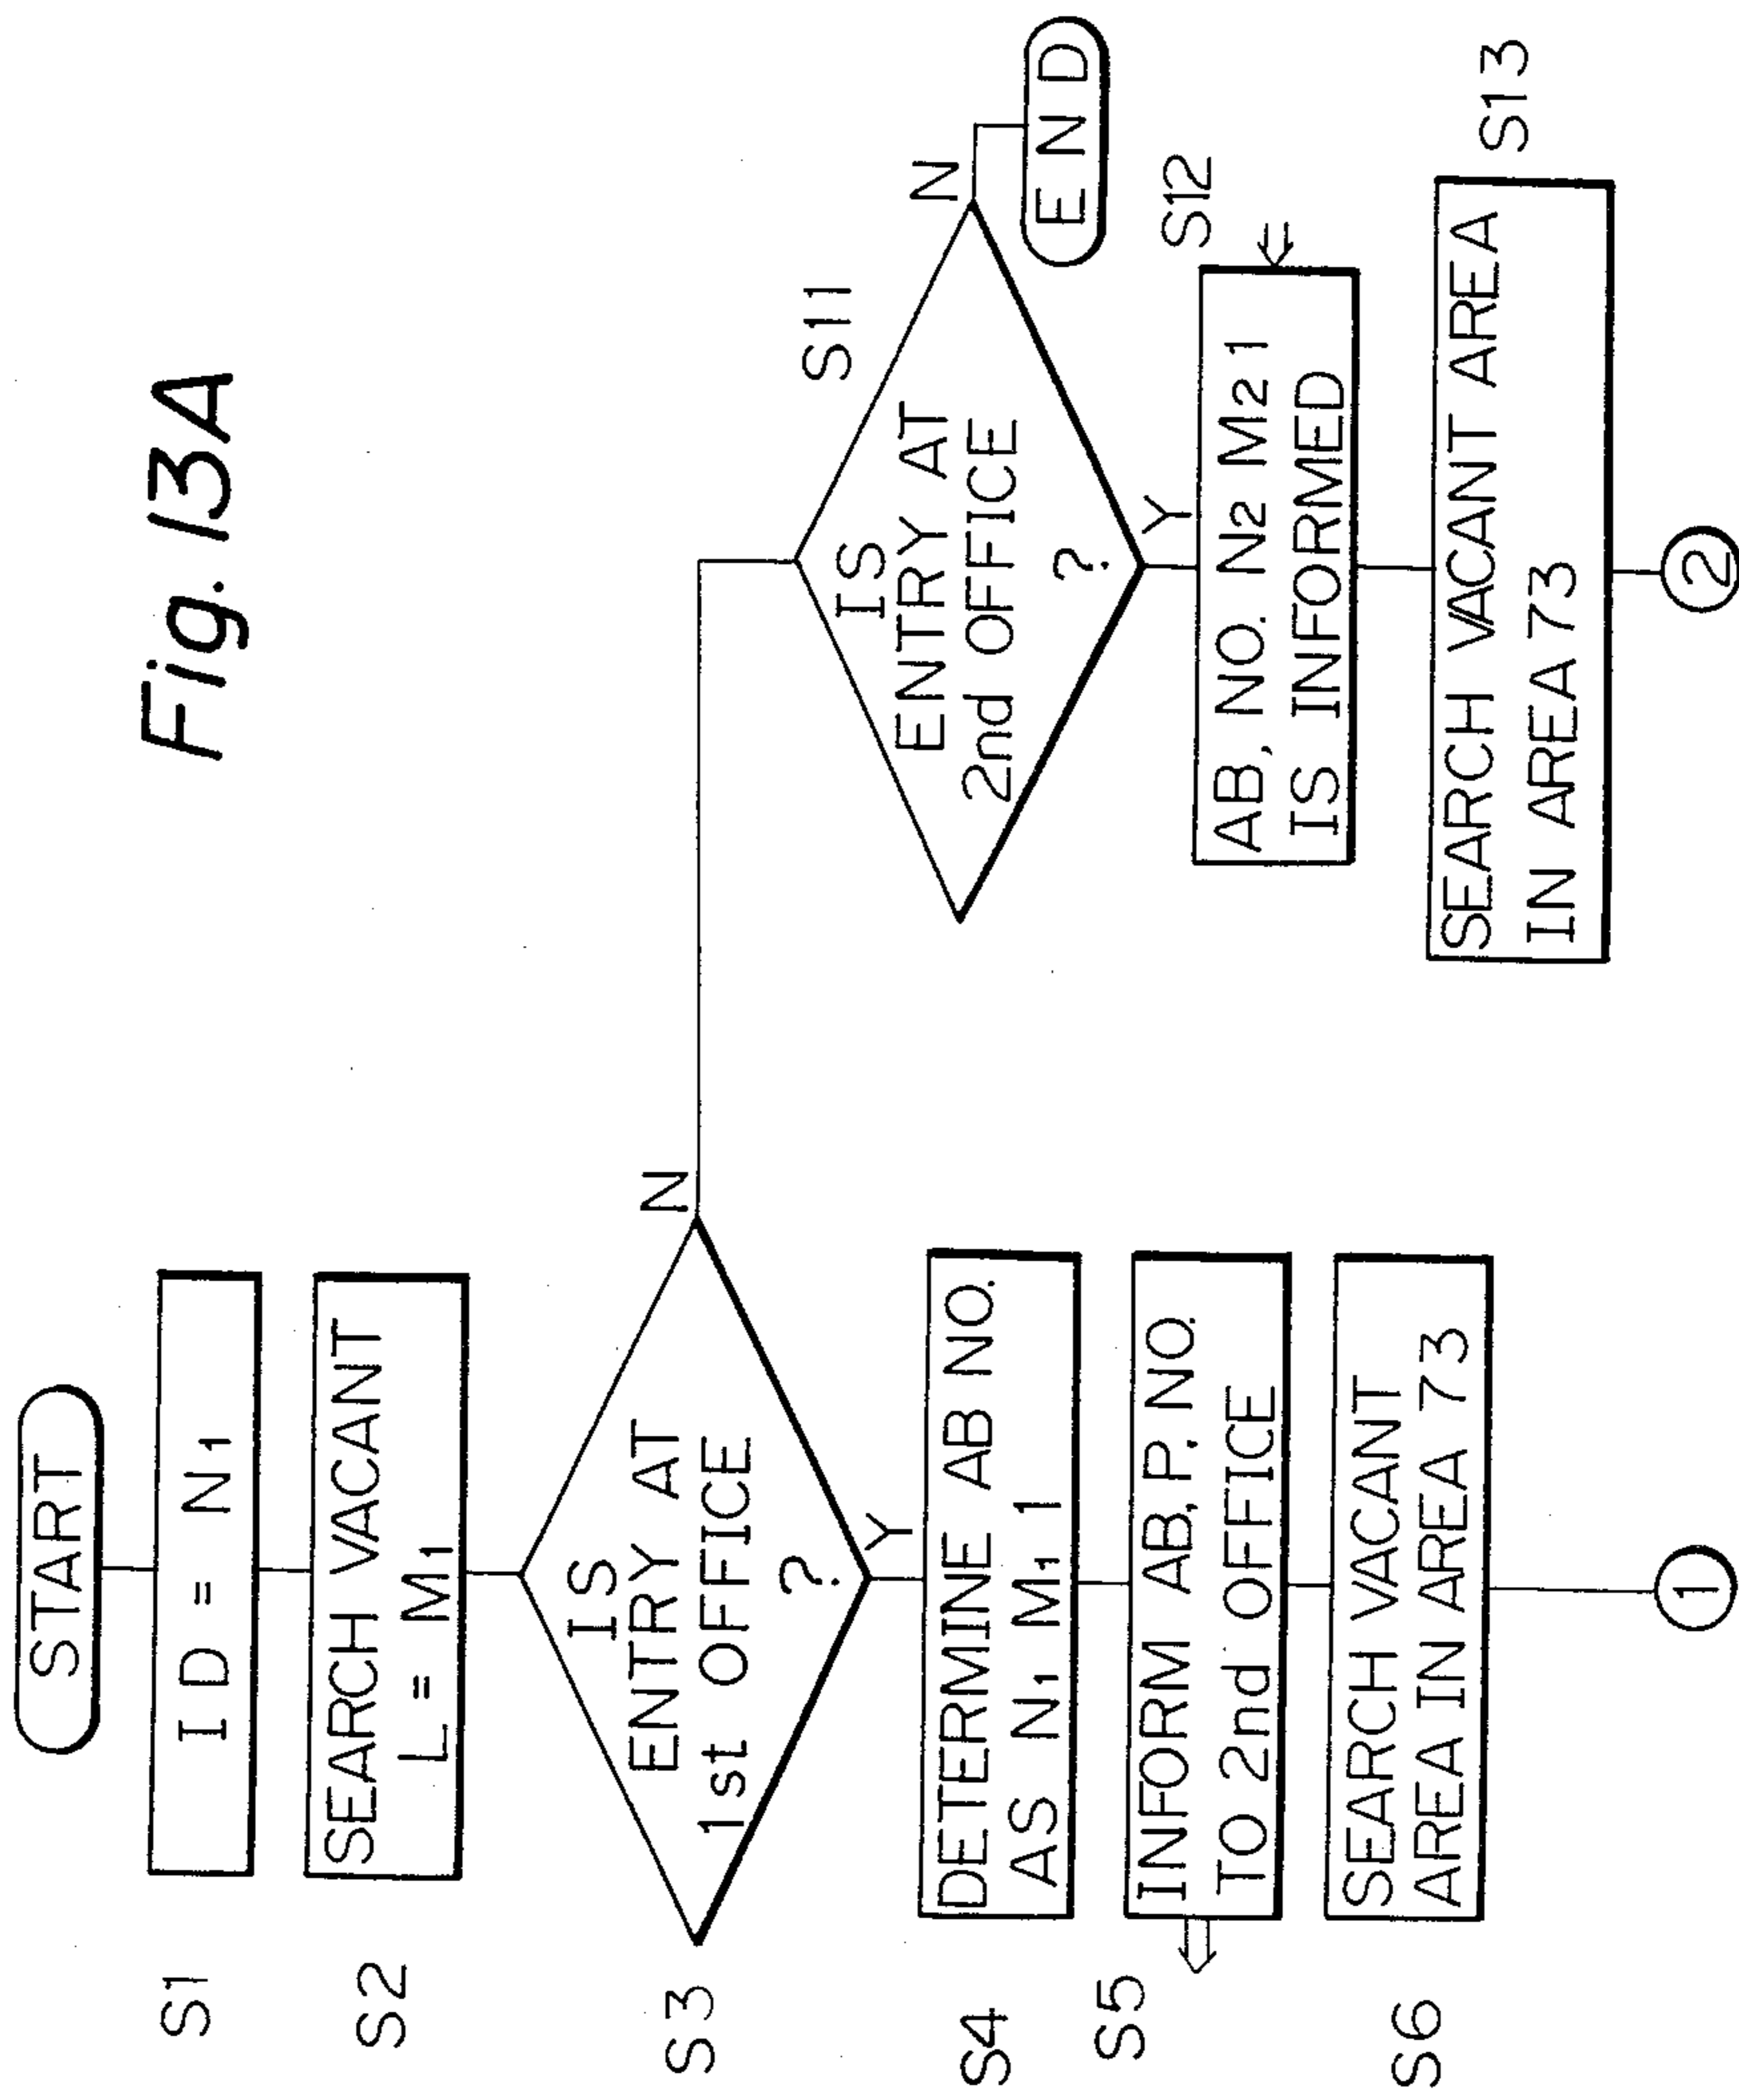 Fig. 13A
START
S1
ID = N1
S2
SEARCH VACANT
L = M1
S3
IS
ENTRY AT
1st OFFICE
?
N
Y
S4
DETERMINE AB NO.
AS N1 M1 1
S5
INFORM AB, P. NO.
TO 2nd OFFICE
S6
SEARCH VACANT
AREA IN AREA 73
1
S11
IS
ENTRY AT
2nd OFFICE
?
N
END
Y
S12
AB, NO. N2 M2 1
IS INFORMED
S13
SEARCH VACANT AREA
IN AREA 73
2